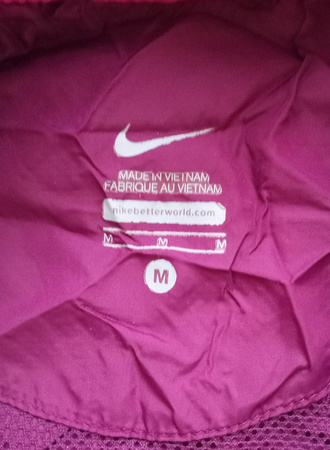 MADE IN VIETNAM
FABRIQUE AU VIETNAM
nikebetterworld.com
M M M
M